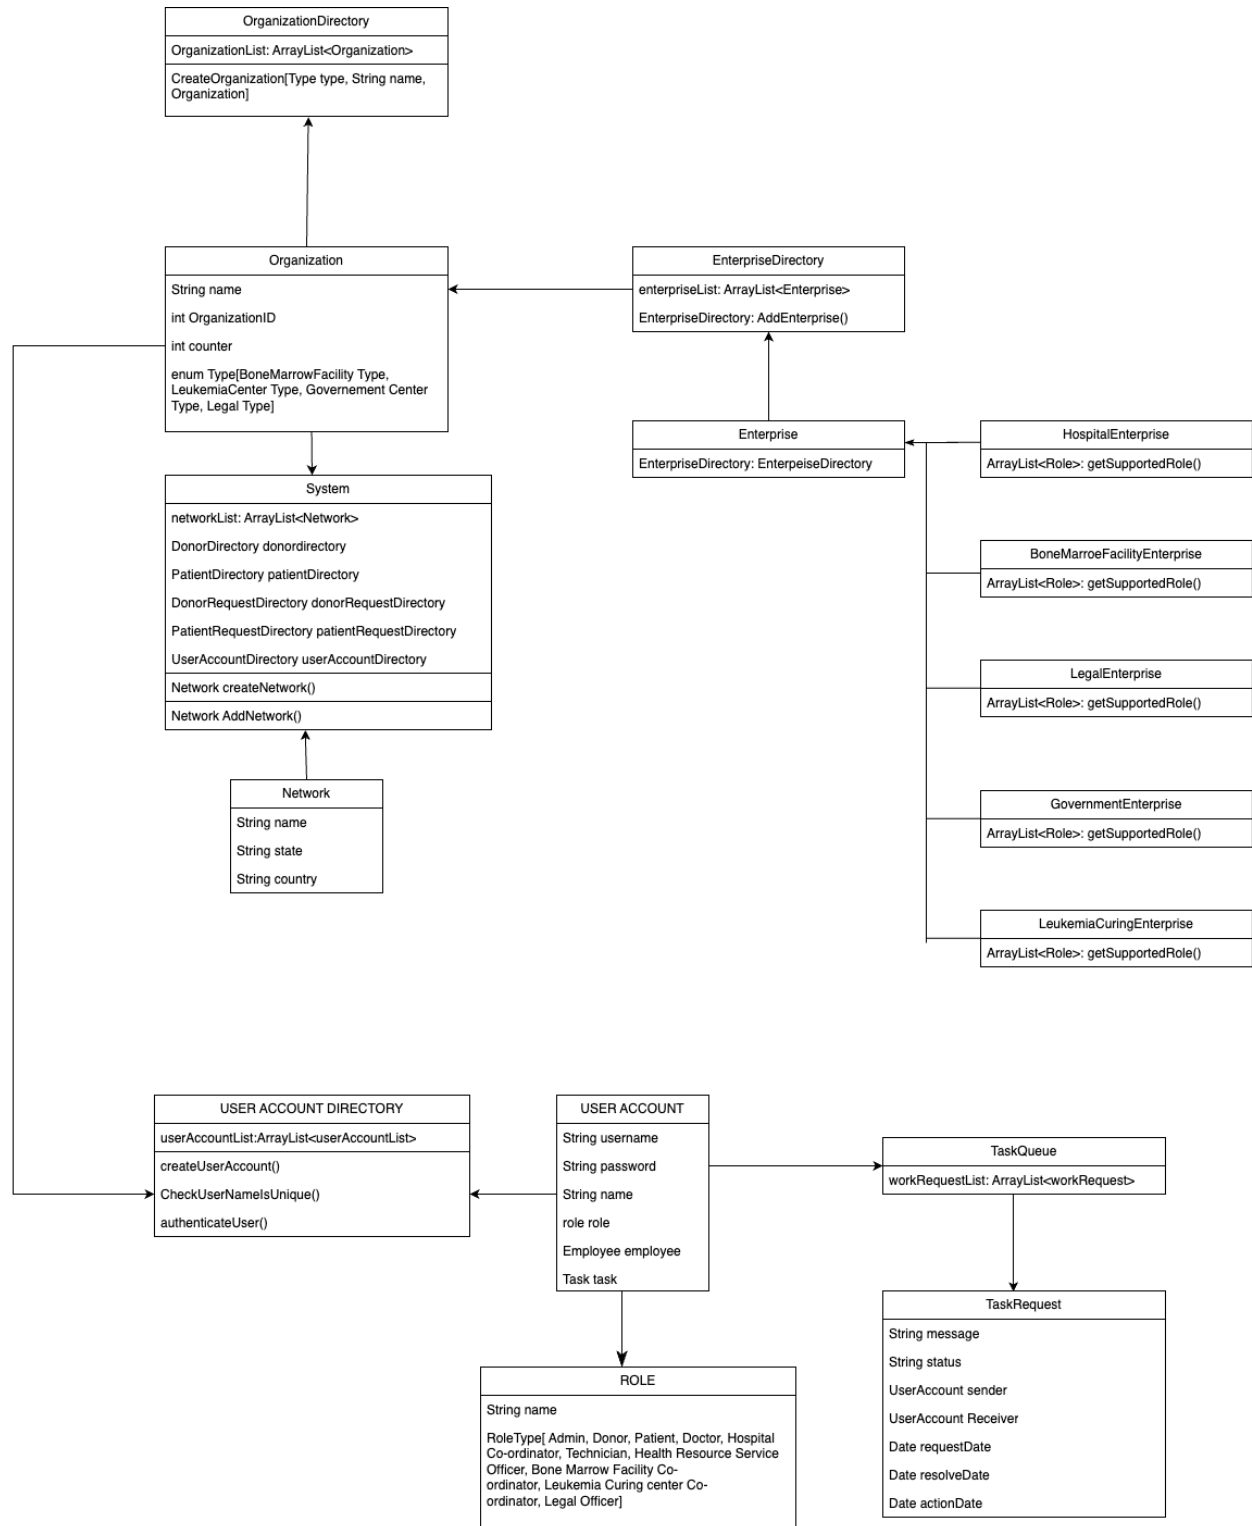 OrganizationDirectory
OrganizationList: ArrayList<Organization>
CreateOrganization[Type type, String name,
Organization]
Organization
String name
int OrganizationID
int counter
enum Type[BoneMarrowFacility Type,
LeukemiaCenter Type, Governement Center
Type, Legal Type]
EnterpriseDirectory
enterpriseList: ArrayList<Enterprise>
EnterpriseDirectory: AddEnterprise()
Enterprise
EnterpriseDirectory: EnterpeiseDirectory
HospitalEnterprise
ArrayList<Role>: getSupportedRole()
BoneMarroeFacilityEnterprise
ArrayList<Role>: getSupportedRole()
LegalEnterprise
ArrayList<Role>: getSupportedRole()
GovernmentEnterprise
ArrayList<Role>: getSupportedRole()
LeukemiaCuringEnterprise
ArrayList<Role>: getSupportedRole()
System
networkList: ArrayList<Network>
DonorDirectory donordirectory
PatientDirectory patientDirectory
DonorRequestDirectory donorRequestDirectory
PatientRequestDirectory patientRequestDirectory
UserAccountDirectory userAccountDirectory
Network createNetwork()
Network AddNetwork()
Network
String name
String state
String country
USER ACCOUNT DIRECTORY
userAccountList:ArrayList<userAccountList>
createUserAccount()
CheckUserNameIsUnique()
authenticateUser()
USER ACCOUNT
String username
String password
String name
role role
Employee employee
Task task
TaskQueue
workRequestList: ArrayList<workRequest>
TaskRequest
String message
String status
UserAccount sender
UserAccount Receiver
Date requestDate
Date resolveDate
Date actionDate
ROLE
String name
RoleType[ Admin, Donor, Patient, Doctor, Hospital
Co-ordinator, Technician, Health Resource Service
Officer, Bone Marrow Facility Co-
ordinator, Leukemia Curing center Co-
ordinator, Legal Officer]